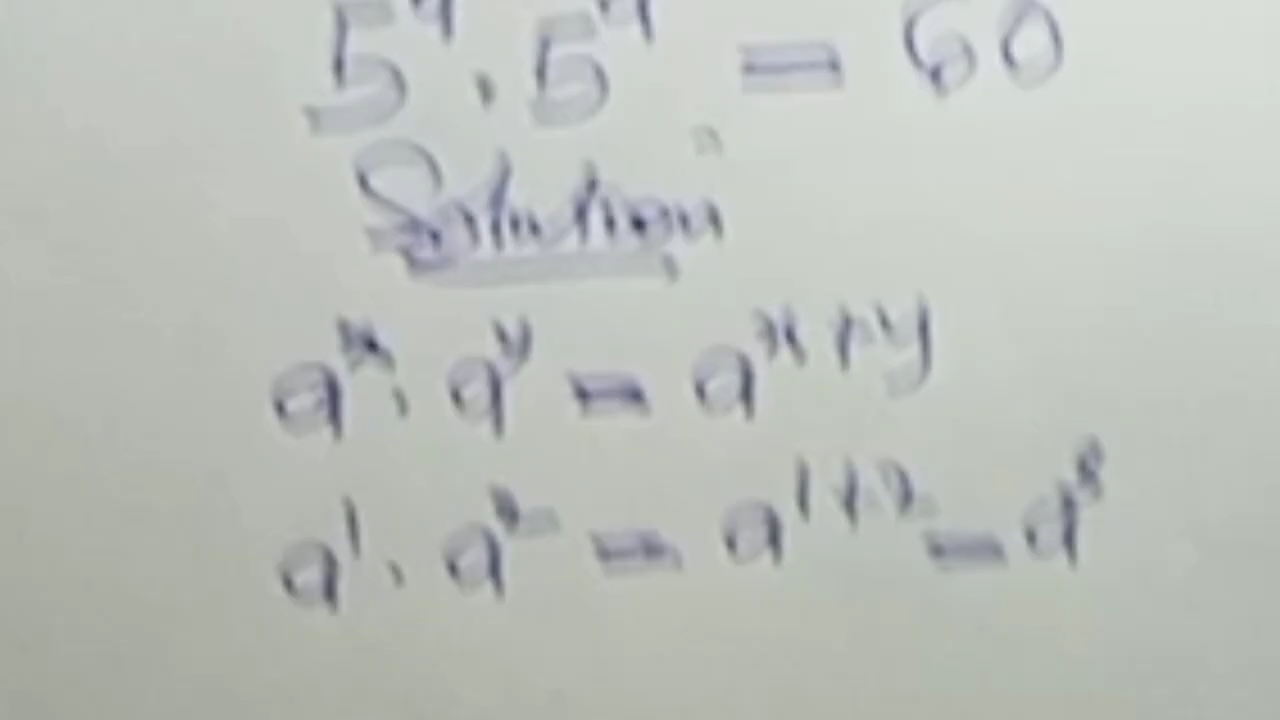 5 . 5 = 60
Solution,
aˣ · aʸ = aˣ⁺ʸ
a¹ · a² = a¹⁺² = a³